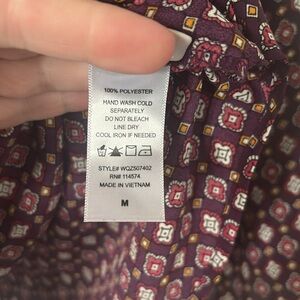 100% POLYESTER
HAND WASH COLD
SEPARATELY
DO NOT BLEACH
LINE DRY
COOL IRON IF NEEDED
STYLE# WQZ507402
RN# 114574
MADE IN VIETNAM
M